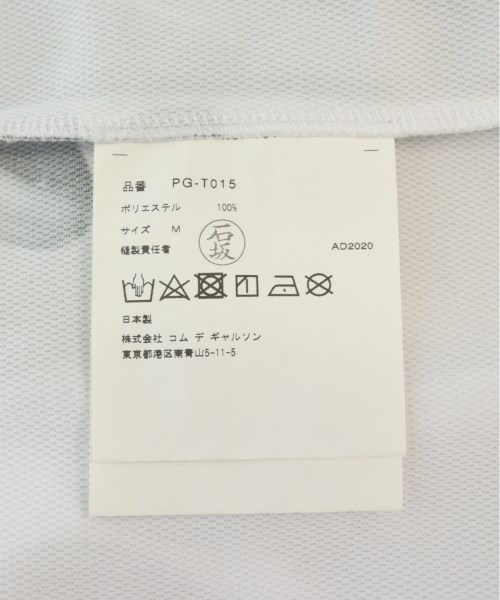 品番 PG-T015
ポリエステル 100%
サイズ M
石坂
縫製責任者 AD2020
日本製
株式会社 コム デ ギャルソン
東京都港区南青山5-11-5